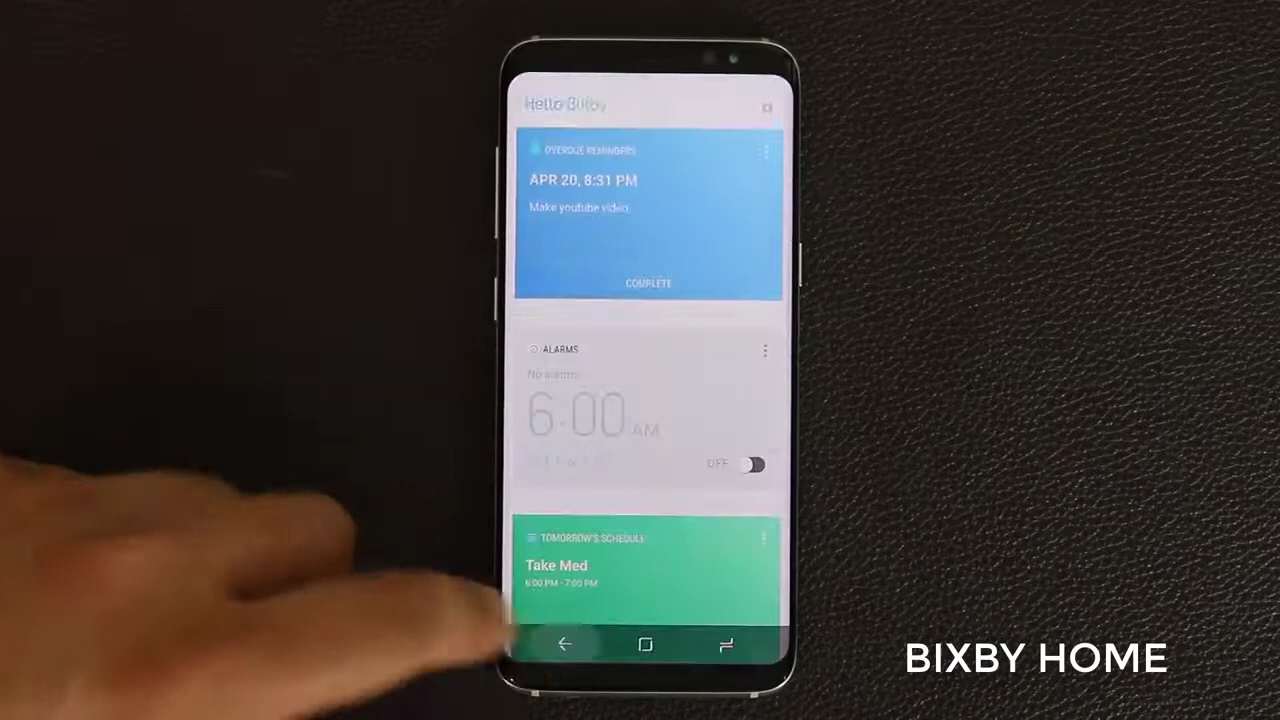 Hello Bixby
OVERDUE REMINDERS
APR 20, 8:31 PM
Make youtube video.
COMPLETE
ALARMS
No alarms
6:00 AM
OFF
TOMORROW'S SCHEDULE
Take Med
6:00 PM - 7:00 PM
BIXBY HOME